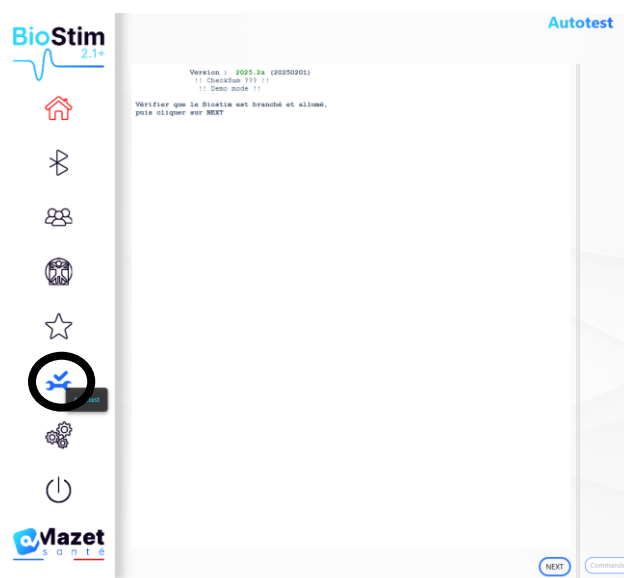 BioStim
2.1+
Autotest
Version : 2025.2a (20250201)
!! CheckSum ??? !!
!! Demo mode !!
Vérifier que le Biostim est branché et allumé,
puis cliquer sur NEXT
NEXT
Mazet
santé